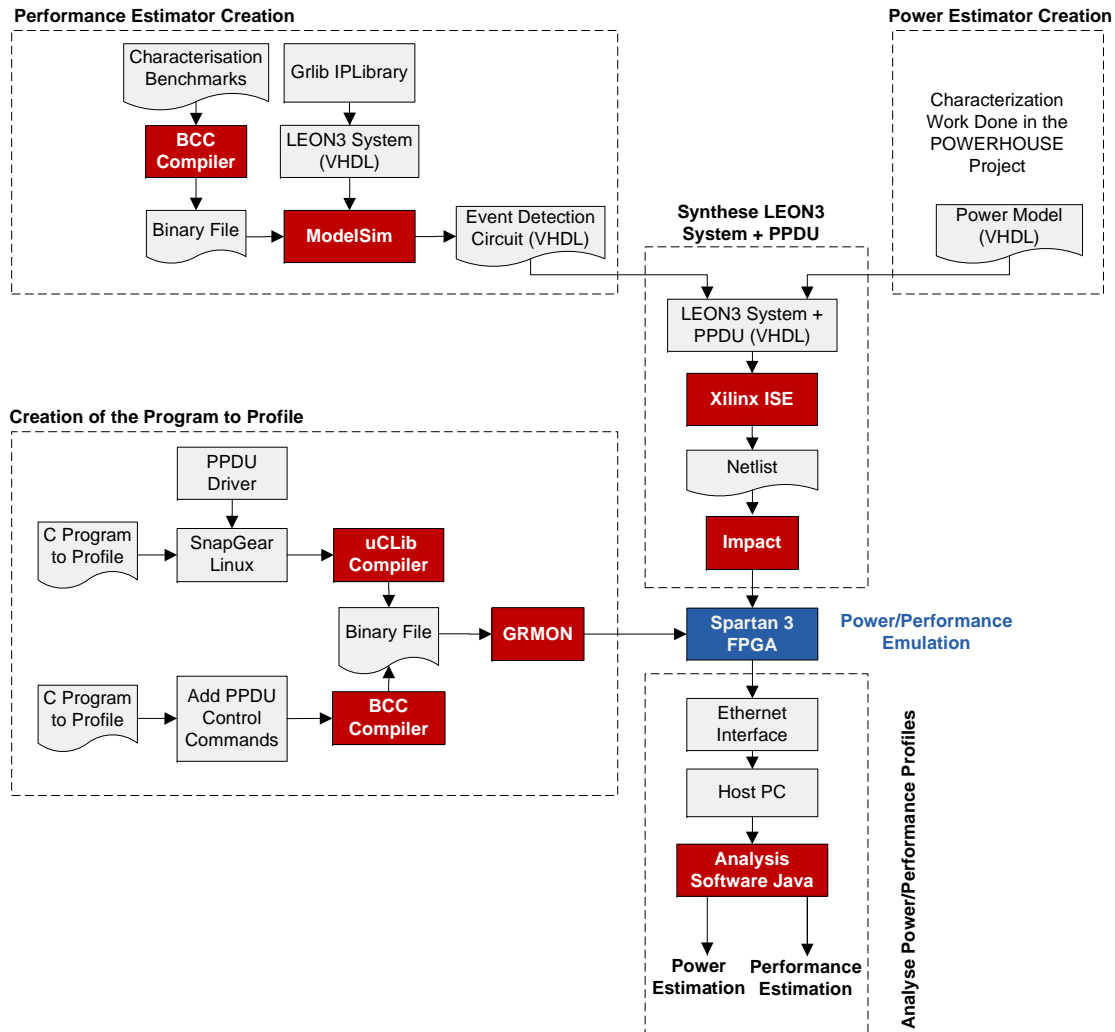 Performance Estimator Creation
Power Estimator Creation
Characterisation
Benchmarks
Grlib IPLibrary
BCC
Compiler
LEON3 System
(VHDL)
Binary File
ModelSim
Event Detection
Circuit (VHDL)
Characterization
Work Done in the
POWERHOUSE
Project
Power Model
(VHDL)
Synthese LEON3
System + PPDU
LEON3 System +
PPDU (VHDL)
Xilinx ISE
Netlist
Impact
Creation of the Program to Profile
PPDU
Driver
C Program
to Profile
SnapGear
Linux
uCLib
Compiler
Binary File
GRMON
C Program
to Profile
Add PPDU
Control
Commands
BCC
Compiler
Spartan 3
FPGA
Power/Performance
Emulation
Ethernet
Interface
Host PC
Analysis
Software Java
Power
Estimation
Performance
Estimation
Analyse Power/Performance Profiles